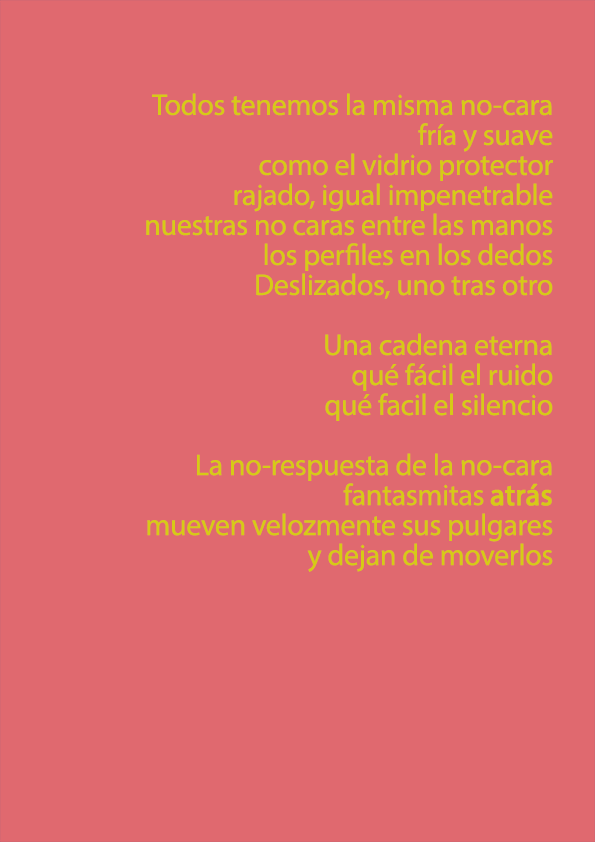 Todos tenemos la misma no-cara
fría y suave
como el vidrio protector
rajado, igual impenetrable
nuestras no caras entre las manos
los perfiles en los dedos
Deslizados, uno tras otro

Una cadena eterna
qué fácil el ruido
qué facil el silencio

La no-respuesta de la no-cara
fantasmitas atrás
mueven velozmente sus pulgares
y dejan de moverlos